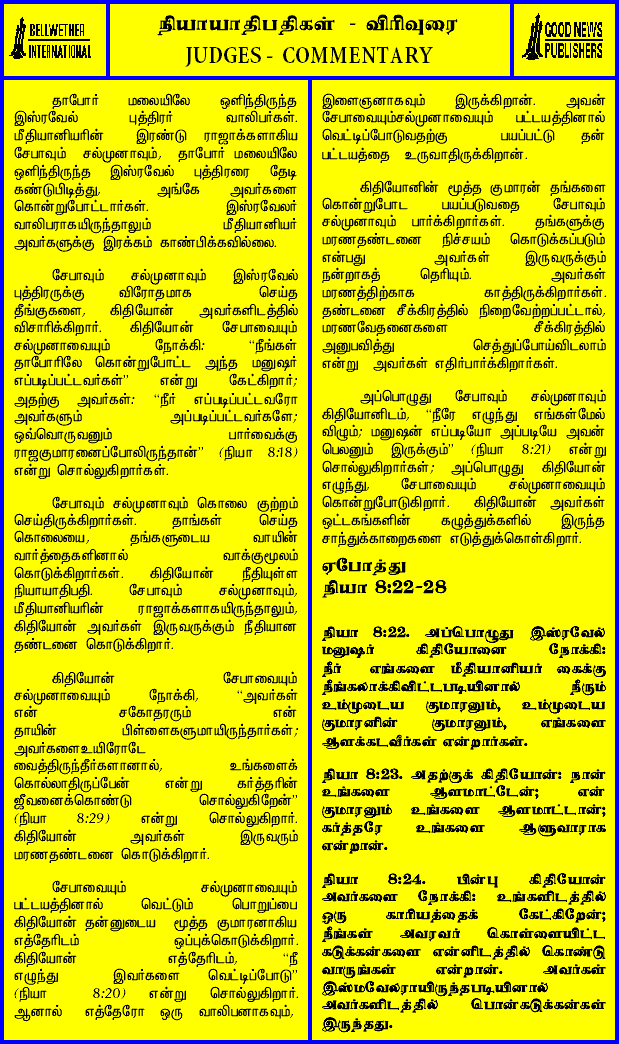 BELLWETHER
INTERNATIONAL
நியாயாதிபதிகள் - விரிவுரை
JUDGES - COMMENTARY
GOOD NEWS
PUBLISHERS
தாபோர் மலையிலே ஒளிந்திருந்த
இஸ்ரவேல் புத்திரர் வாலிபர்கள்.
மீதியானியரின் இரண்டு ராஜாக்களாகிய
சேபாவும் சல்முனாவும், தாபோர் மலையிலே
ஒளிந்திருந்த இஸ்ரவேல் புத்திரரை தேடி
கண்டுபிடித்து, அங்கே அவர்களை
கொன்றுபோட்டார்கள். இஸ்ரவேலர்
வாலிபராகயிருந்தாலும் மீதியானியர்
அவர்களுக்கு இரக்கம் காண்பிக்கவில்லை.
சேபாவும் சல்முனாவும் இஸ்ரவேல்
புத்திரருக்கு விரோதமாக செய்த
தீங்குகளை, கிதியோன் அவர்களிடத்தில்
விசாரிக்கிறார். கிதியோன் சேபாவையும்
சல்முனாவையும் நோக்கி: “நீங்கள்
தாபோரிலே கொன்றுபோட்ட அந்த மனுஷர்
எப்படிப்பட்டவர்கள்” என்று கேட்கிறார்;
அதற்கு அவர்கள்: “நீர் எப்படிப்பட்டவரோ
அவர்களும் அப்படிப்பட்டவர்களே;
ஒவ்வொருவனும் பார்வைக்கு
ராஜகுமாரனைப்போலிருந்தான்” (நியா 8:18)
என்று சொல்லுகிறார்கள்.
சேபாவும் சல்முனாவும் கொலை குற்றம்
செய்திருக்கிறார்கள். தாங்கள் செய்த
கொலையை, தங்களுடைய வாயின்
வார்த்தைகளினால் வாக்குமூலம்
கொடுக்கிறார்கள். கிதியோன் நீதியுள்ள
நியாயாதிபதி. சேபாவும் சல்முனாவும்,
மீதியானியரின் ராஜாக்களாகயிருந்தாலும்,
கிதியோன் அவர்கள் இருவருக்கும் நீதியான
தண்டனை கொடுக்கிறார்.
கிதியோன் சேபாவையும்
சல்முனாவையும் நோக்கி, “அவர்கள்
என் சகோதரரும் என்
தாயின் பிள்ளைகளுமாயிருந்தார்கள்;
அவர்களைஉயிரோடே
வைத்திருந்தீர்களானால், உங்களைக்
கொல்லாதிருப்பேன் என்று கர்த்தரின்
ஜீவனைக்கொண்டு சொல்லுகிறேன்”
(நியா 8:29) என்று சொல்லுகிறார்.
கிதியோன் அவர்கள் இருவரும்
மரணதண்டனை கொடுக்கிறார்.
சேபாவையும் சல்முனாவையும்
பட்டயத்தினால் வெட்டும் பொறுப்பை
கிதியோன் தன்னுடைய மூத்த குமாரனாகிய
எத்தேரிடம் ஒப்புக்கொடுக்கிறார்.
கிதியோன் எத்தேரிடம், “நீ
எழுந்து இவர்களை வெட்டிப்போடு”
(நியா 8:20) என்று சொல்லுகிறார்.
ஆனால் எத்தேரோ ஒரு வாலிபனாகவும்,
இளைஞனாகவும் இருக்கிறான். அவன்
சேபாவையும்சல்முனாவையும் பட்டயத்தினால்
வெட்டிப்போடுவதற்கு பயப்பட்டு தன்
பட்டயத்தை உருவாதிருக்கிறான்.
கிதியோனின் மூத்த குமாரன் தங்களை
கொன்றுபோட பயப்படுவதை சேபாவும்
சல்முனாவும் பார்க்கிறார்கள். தங்களுக்கு
மரணதண்டனை நிச்சயம் கொடுக்கப்படும்
என்பது அவர்கள் இருவருக்கும்
நன்றாகத் தெரியும். அவர்கள்
மரணத்திற்காக காத்திருக்கிறார்கள்.
தண்டனை சீக்கிரத்தில் நிறைவேற்றப்பட்டால்,
மரணவேதனைகளை சீக்கிரத்தில்
அனுபவித்து செத்துப்போய்விடலாம்
என்று அவர்கள் எதிர்பார்க்கிறார்கள்.
அப்பொழுது சேபாவும் சல்முனாவும்
கிதியோனிடம், “நீரே எழுந்து எங்கள்மேல்
விழும்; மனுஷன் எப்படியோ அப்படியே அவன்
பெலனும் இருக்கும்” (நியா 8:21) என்று
சொல்லுகிறார்கள்; அப்பொழுது கிதியோன்
எழுந்து, சேபாவையும் சல்முனாவையும்
கொன்றுபோடுகிறார். கிதியோன் அவர்கள்
ஒட்டகங்களின் கழுத்துக்களில் இருந்த
சாந்துக்காறைகளை எடுத்துக்கொள்கிறார்.
ஏபோத்து
நியா 8:22-28
நியா 8:22. அப்பொழுது இஸ்ரவேல்
மனுஷர் கிதியோனை நோக்கி:
நீர் எங்களை மீதியானியர் கைக்கு
நீங்கலாக்கிவிட்டபடியினால் நீரும்
உம்முடைய குமாரனும், உம்முடைய
குமாரனின் குமாரனும், எங்களை
ஆளக்கடவீர்கள் என்றார்கள்.
நியா 8:23. அதற்குக் கிதியோன்: நான்
உங்களை ஆளமாட்டேன்; என்
குமாரனும் உங்களை ஆளமாட்டான்;
கர்த்தரே உங்களை ஆளுவாராக
என்றான்.
நியா 8:24. பின்பு கிதியோன்
அவர்களை நோக்கி: உங்களிடத்தில்
ஒரு காரியத்தைக் கேட்கிறேன்;
நீங்கள் அவரவர் கொள்ளையிட்ட
கடுக்கன்களை என்னிடத்தில் கொண்டு
வாருங்கள் என்றான். அவர்கள்
இஸ்மவேலராயிருந்தபடியினால்
அவர்களிடத்தில் பொன்கடுக்கன்கள்
இருந்தது.